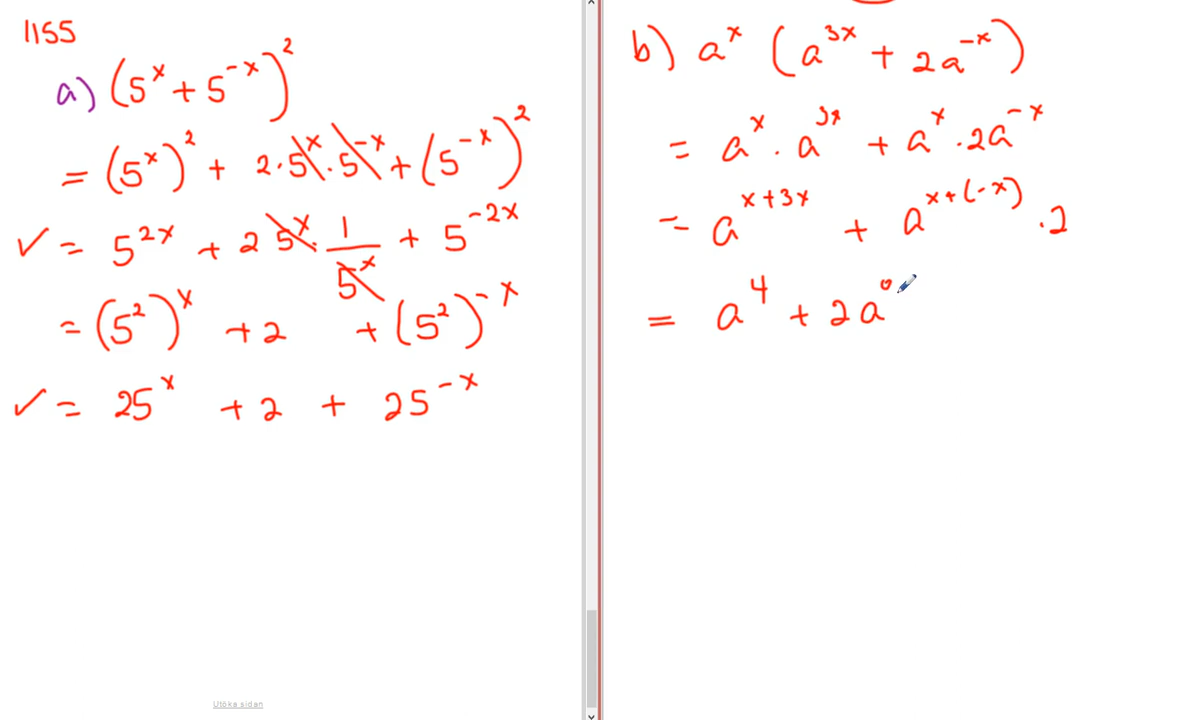 1155
a) (5^x + 5^-x)^2
= (5^x)^2 + 2·5^x·5^-x + (5^-x)^2
✓ = 5^2x + 2 5^x · 1/5^x + 5^-2x
= (5^2)^x + 2 + (5^2)^-x
✓ = 25^x + 2 + 25^-x
Utöka sidan
b) a^x (a^3x + 2a^-x)
= a^x · a^3x + a^x · 2a^-x
= a^x+3x + a^x+(-x) · 2
= a^4 + 2a^0